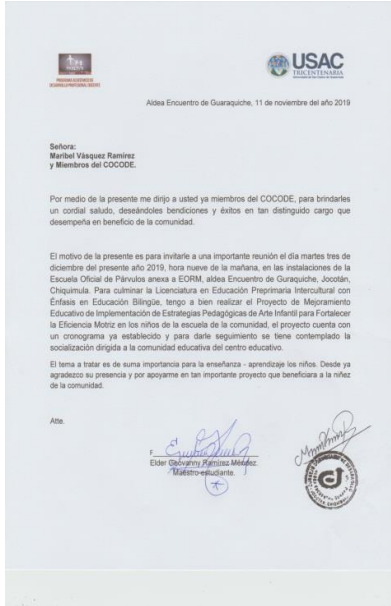 PROGRAMA ACADÉMICO DE
DESARROLLO PROFESIONAL DOCENTE
USAC
TRICENTENARIA
Aldea Encuentro de Guaraquiche, 11 de noviembre del año 2019
Señora:
Maribel Vásquez Ramírez
y Miembros del COCODE.
Por medio de la presente me dirijo a usted ya miembros del COCODE, para brindarles
un cordial saludo, deseándoles bendiciones y éxitos en tan distinguido cargo que
desempeña en beneficio de la comunidad.
El motivo de la presente es para invitarle a una importante reunión el día martes tres de
diciembre del presente año 2019, hora nueve de la mañana, en las instalaciones de la
Escuela Oficial de Párvulos anexa a EORM, aldea Encuentro de Guraquiche, Jocotán,
Chiquimula. Para culminar la Licenciatura en Educación Preprimaria Intercultural con
Énfasis en Educación Bilingüe, tengo a bien realizar el Proyecto de Mejoramiento
Educativo de Implementación de Estrategias Pedagógicas de Arte Infantil para Fortalecer
la Eficiencia Motriz en los niños de la escuela de la comunidad, el proyecto cuenta con
un cronograma ya establecido y para darle seguimiento se tiene contemplado la
socialización dirigida a la comunidad educativa del centro educativo.
El tema a tratar es de suma importancia para la enseñanza - aprendizaje los niños. Desde ya
agradezco su presencia y por apoyarme en tan importante proyecto que beneficiara a la niñez
de la comunidad.
Atte.
F
Elder Geovanny Ramírez Méndez.
Maestro-estudiante.